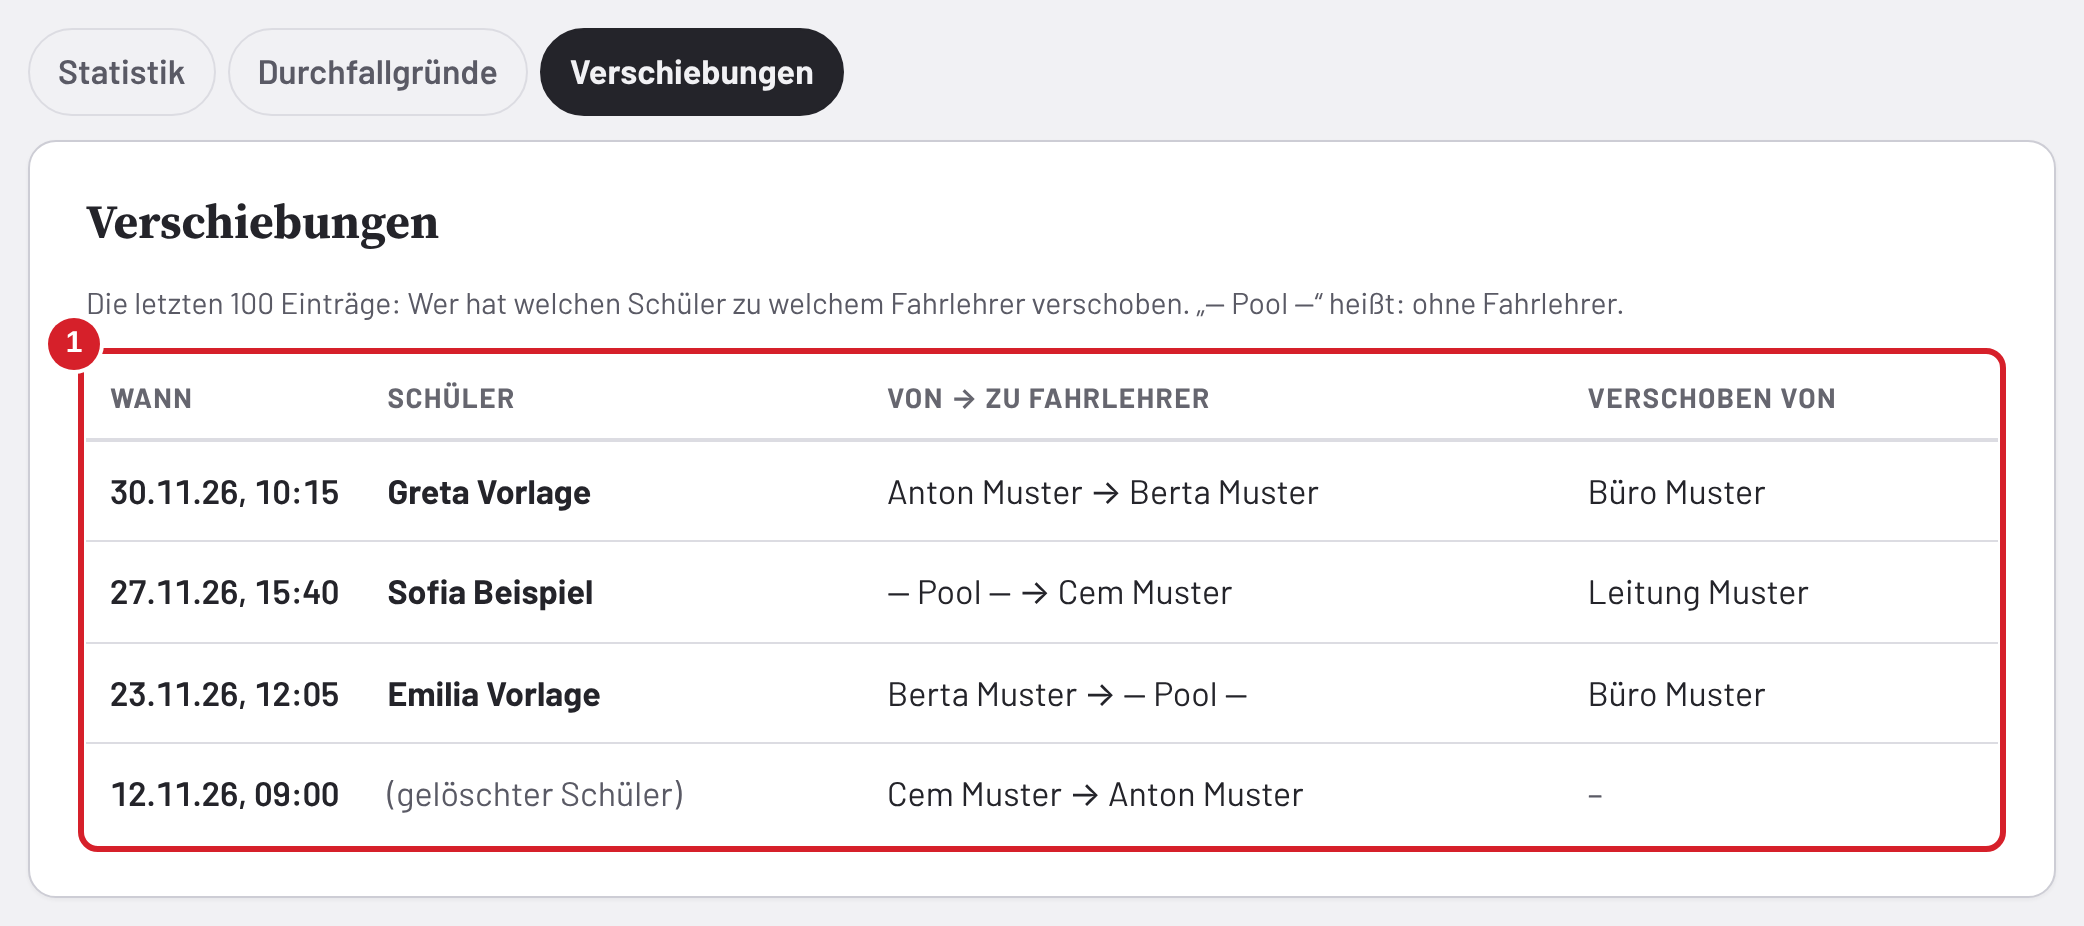 Statistik Durchfallgründe Verschiebungen
Verschiebungen
Die letzten 100 Einträge: Wer hat welchen Schüler zu welchem Fahrlehrer verschoben. „— Pool —“ heißt: ohne Fahrlehrer.
1
WANN SCHÜLER VON → ZU FAHRLEHRER VERSCHOBEN VON
30.11.26, 10:15 Greta Vorlage Anton Muster → Berta Muster Büro Muster
27.11.26, 15:40 Sofia Beispiel — Pool — → Cem Muster Leitung Muster
23.11.26, 12:05 Emilia Vorlage Berta Muster → — Pool — Büro Muster
12.11.26, 09:00 (gelöschter Schüler) Cem Muster → Anton Muster –